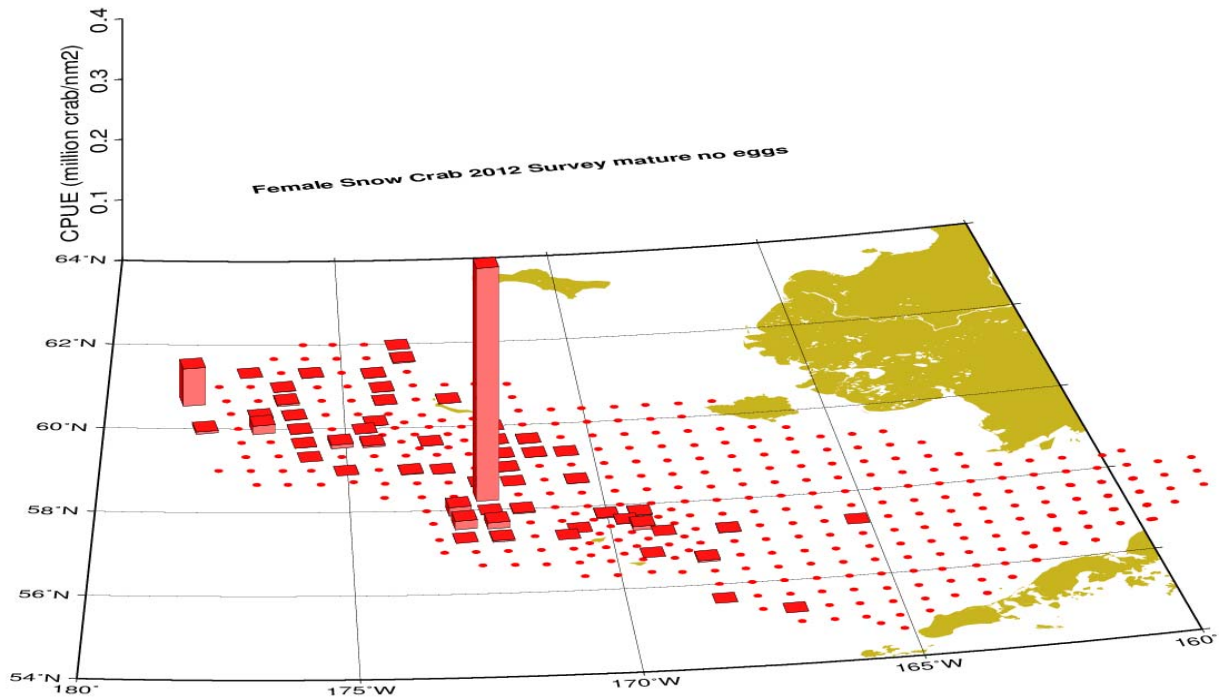 0.4
0.3
0.2
0.1
CPUE (million crab/nm2)
Female Snow Crab 2012 Survey mature no eggs
64˚N
62˚N
60˚N
58˚N
56˚N
54˚N
180˚
175˚W
170˚W
165˚W
160˚